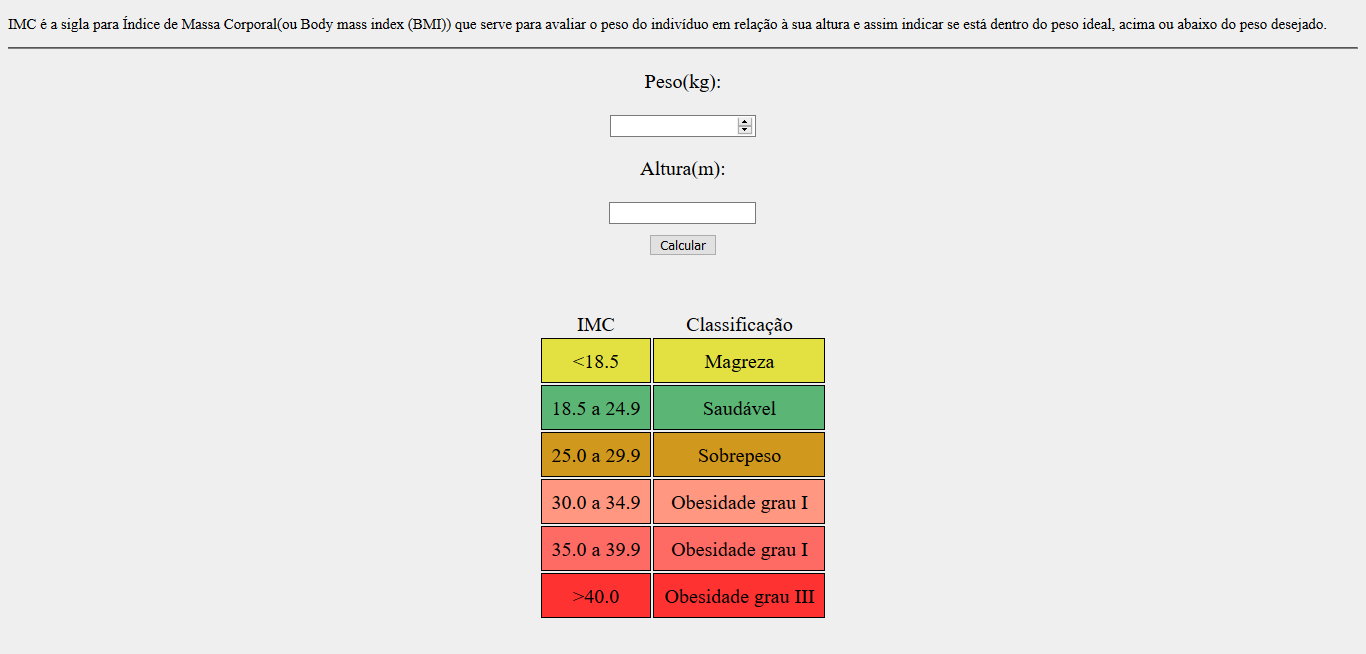 IMC é a sigla para Índice de Massa Corporal(ou Body mass index (BMI)) que serve para avaliar o peso do indivíduo em relação à sua altura e assim indicar se está dentro do peso ideal, acima ou abaixo do peso desejado.
Peso(kg):
Altura(m):
Calcular
IMC Classificação
<18.5 Magreza
18.5 a 24.9 Saudável
25.0 a 29.9 Sobrepeso
30.0 a 34.9 Obesidade grau I
35.0 a 39.9 Obesidade grau I
>40.0 Obesidade grau III